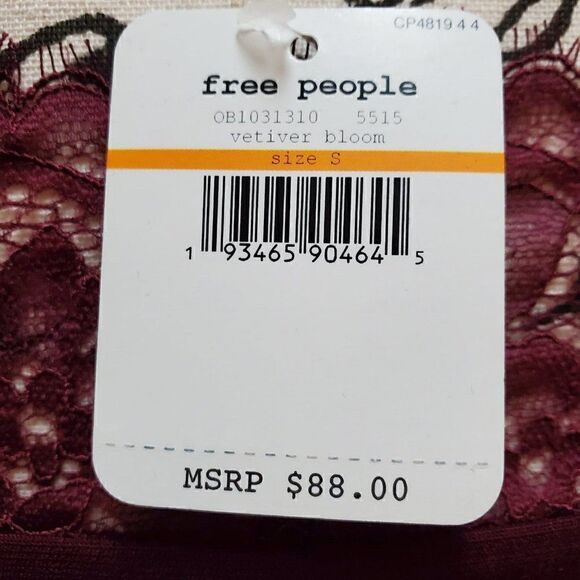 CP4819 4 4
free people
OB1031310 5515
vetiver bloom
size S
1 93465 90464 5
MSRP $88.00